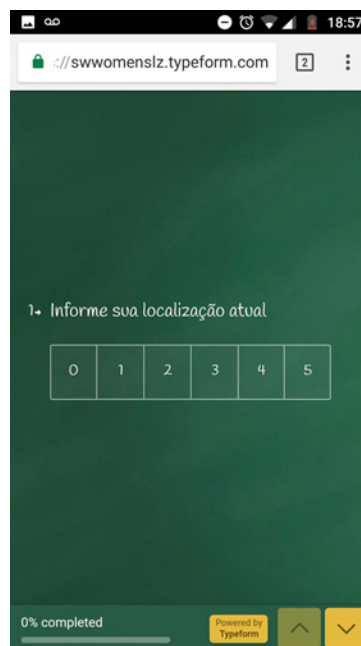 18:57
://swwomenslz.typeform.com 2
1→ Informe sua localização atual
0 1 2 3 4 5
0% completed
Powered by
Typeform